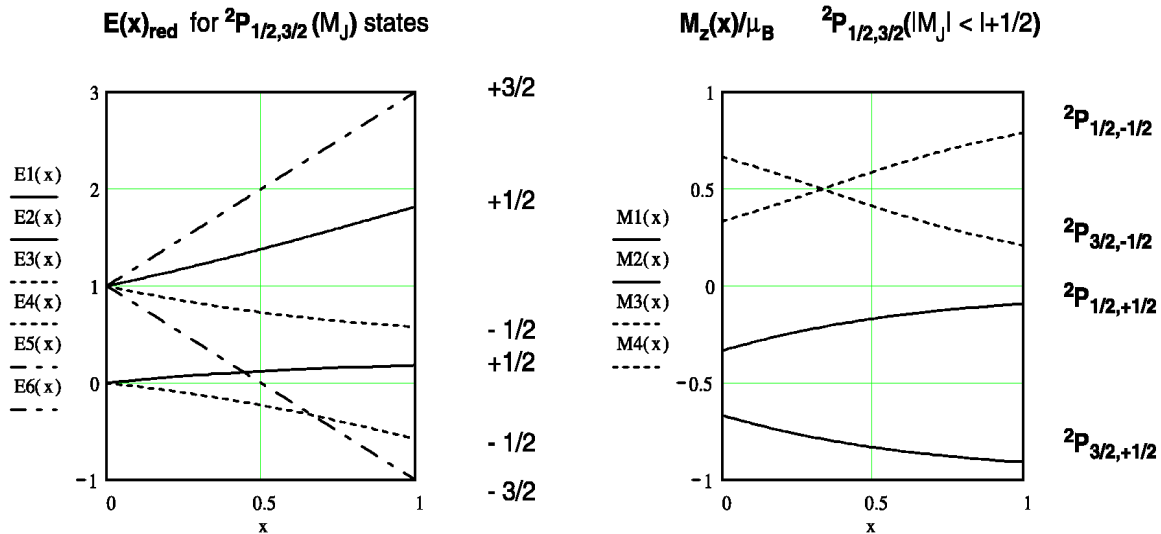 E(x)red for ²P1/2,3/2 (MJ) states
3
2
1
0
−1
0
0.5
1
x
E1(x)
E2(x)
E3(x)
E4(x)
E5(x)
E6(x)
+3/2
+1/2
- 1/2
+1/2
- 1/2
- 3/2
Mz(x)/μB ²P1/2,3/2(|MJ| < |+1/2)
1
0.5
0
−0.5
−1
0
0.5
1
x
M1(x)
M2(x)
M3(x)
M4(x)
²P1/2,-1/2
²P3/2,-1/2
²P1/2,+1/2
²P3/2,+1/2